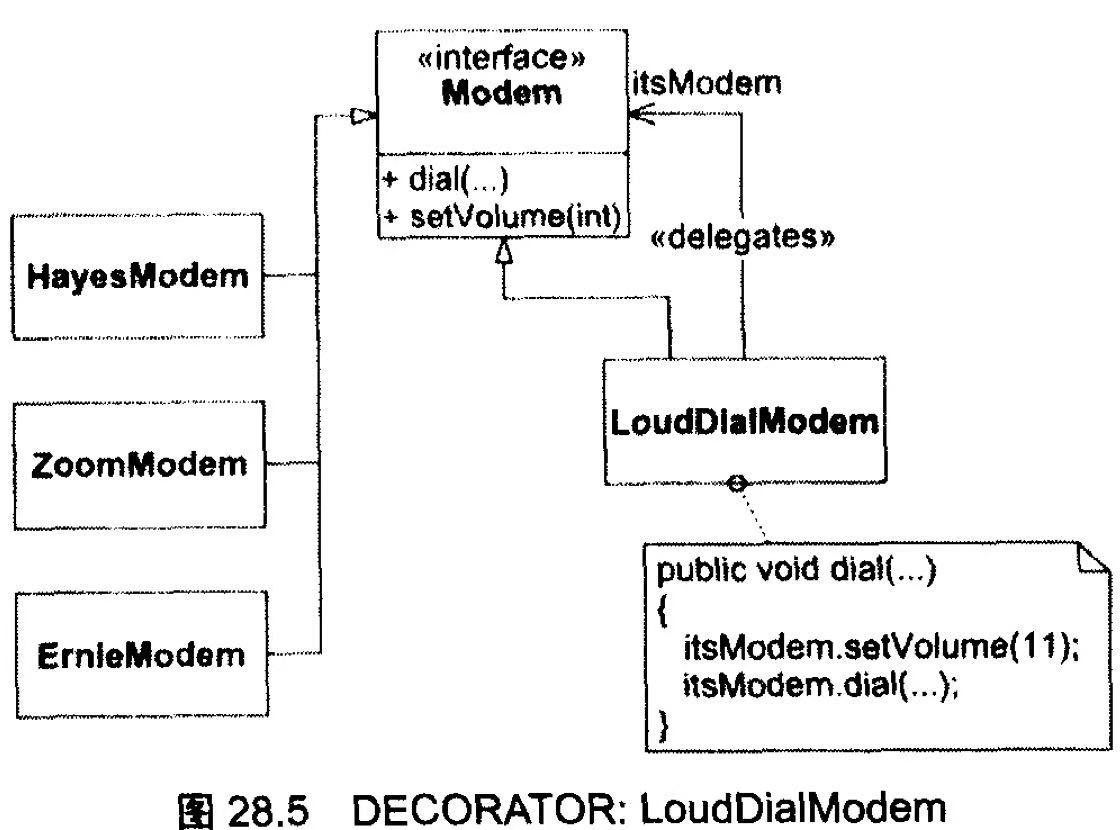 «interface»
Modem
itsModem
+ dial(...)
+ setVolume(int)
«delegates»
HayesModem
LoudDialModem
ZoomModem
ErnieModem
public void dial(...)
{
itsModem.setVolume(11);
itsModem.dial(...);
}
图 28.5 DECORATOR: LoudDialModem